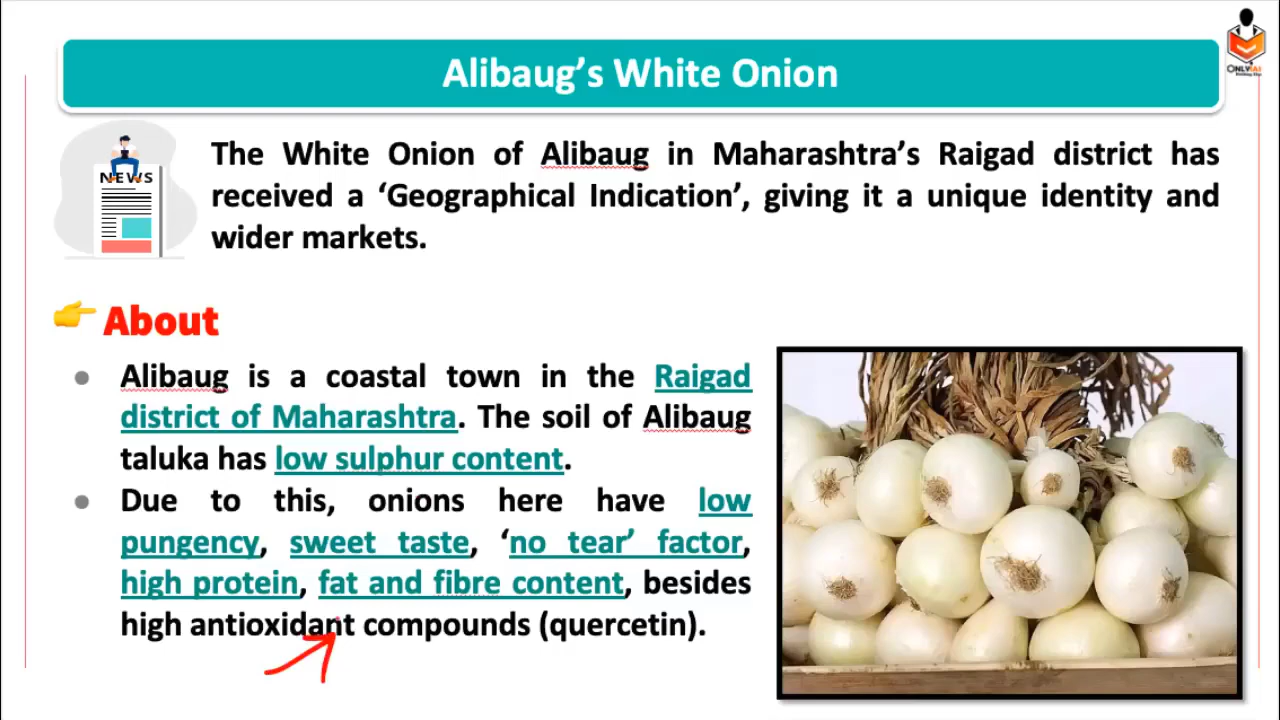 Alibaug's White Onion
NEWS
The White Onion of Alibaug in Maharashtra's Raigad district has
received a 'Geographical Indication', giving it a unique identity and
wider markets.
About
Alibaug is a coastal town in the Raigad
district of Maharashtra. The soil of Alibaug
taluka has low sulphur content.
Due to this, onions here have low
pungency, sweet taste, 'no tear' factor,
high protein, fat and fibre content, besides
high antioxidant compounds (quercetin).